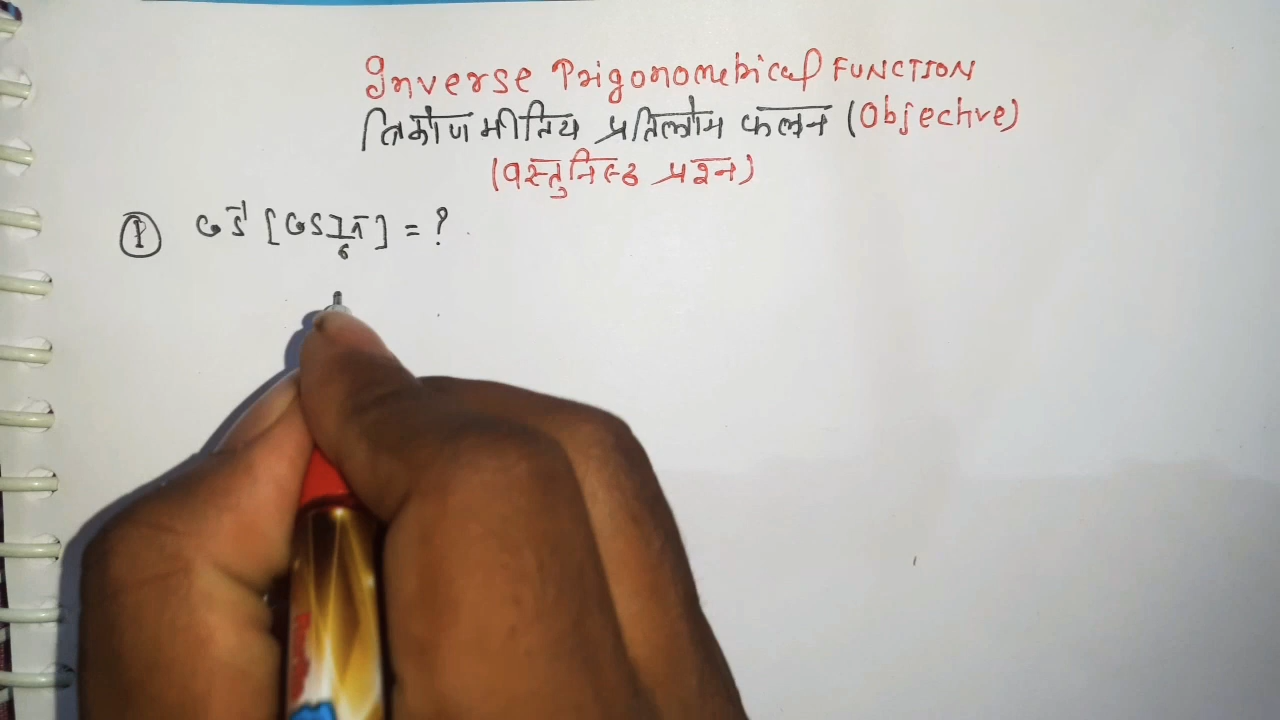 Inverse Trigonometrical FUNCTION
त्रिकोणमीतिय प्रतिलोम फलन (Objective)
(वस्तुनिष्ठ प्रश्न)
① cos⁻¹ [cos 7π/6] = ?